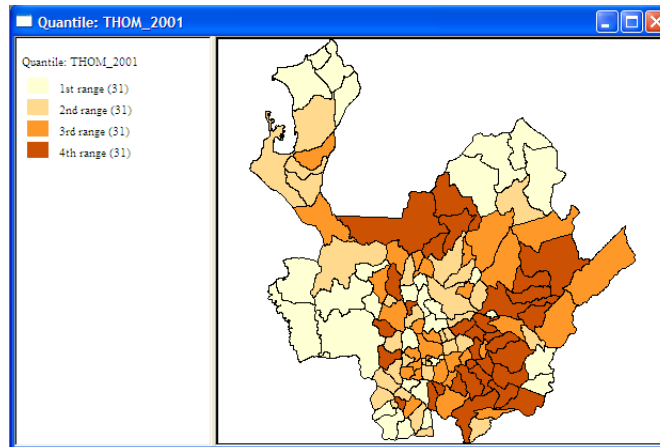 Quantile: THOM_2001
Quantile: THOM_2001
1st range (31)
2nd range (31)
3rd range (31)
4th range (31)